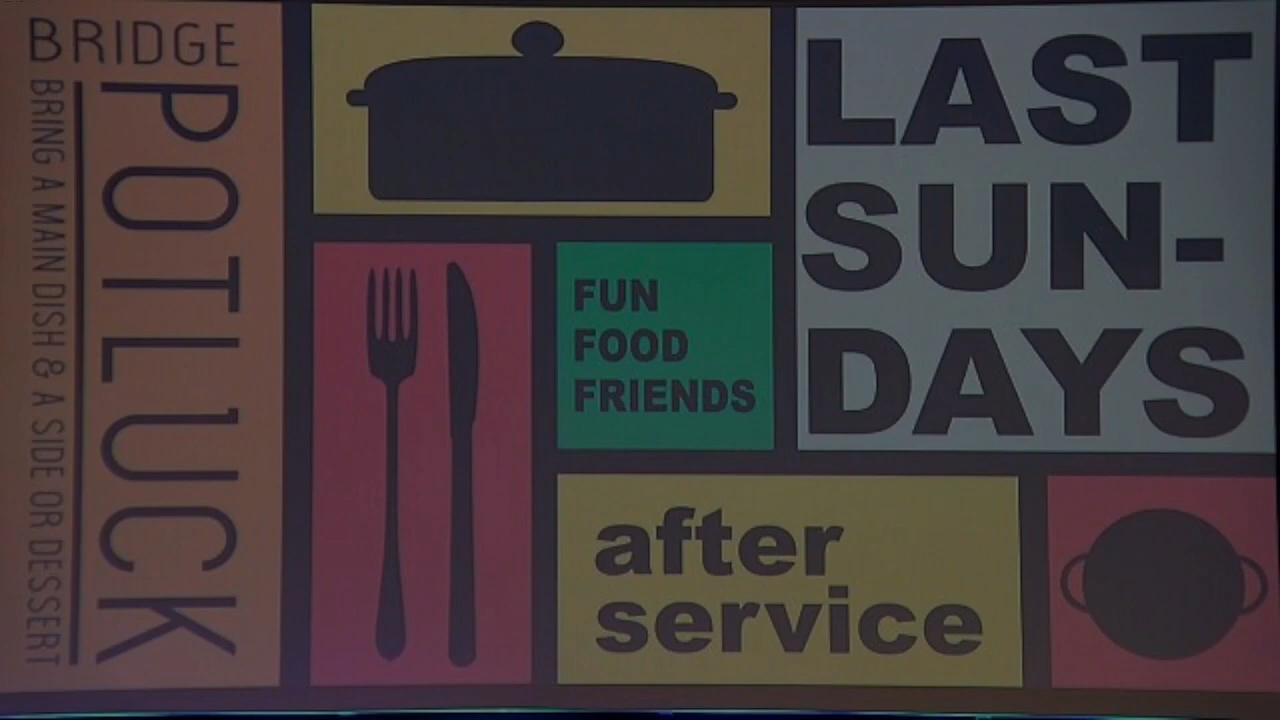 BRIDGE
POTLUCK
BRING A MAIN DISH & A SIDE OR DESSERT
FUN
FOOD
FRIENDS
LAST
SUN-
DAYS
after
service